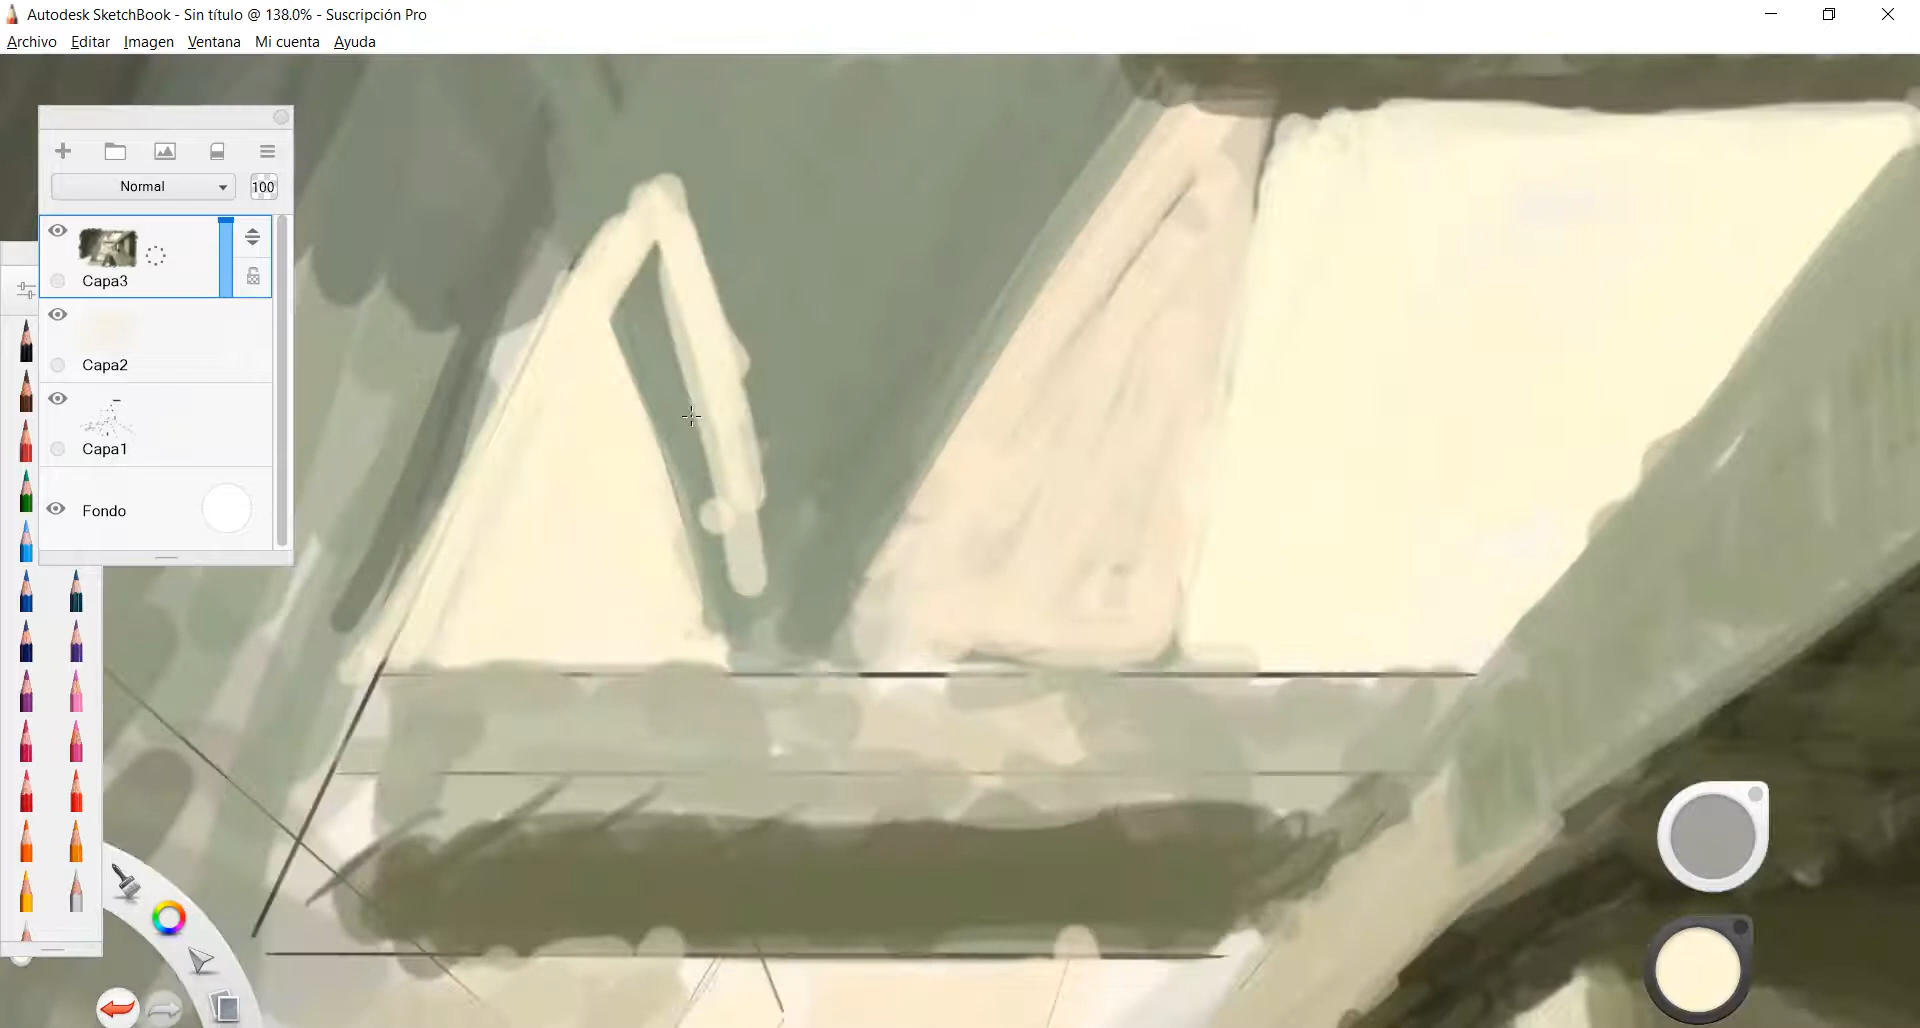 Autodesk SketchBook - Sin título @ 138.0% - Suscripción Pro
Archivo Editar Imagen Ventana Mi cuenta Ayuda
Normal 100
Capa3
Capa2
Capa1
Fondo